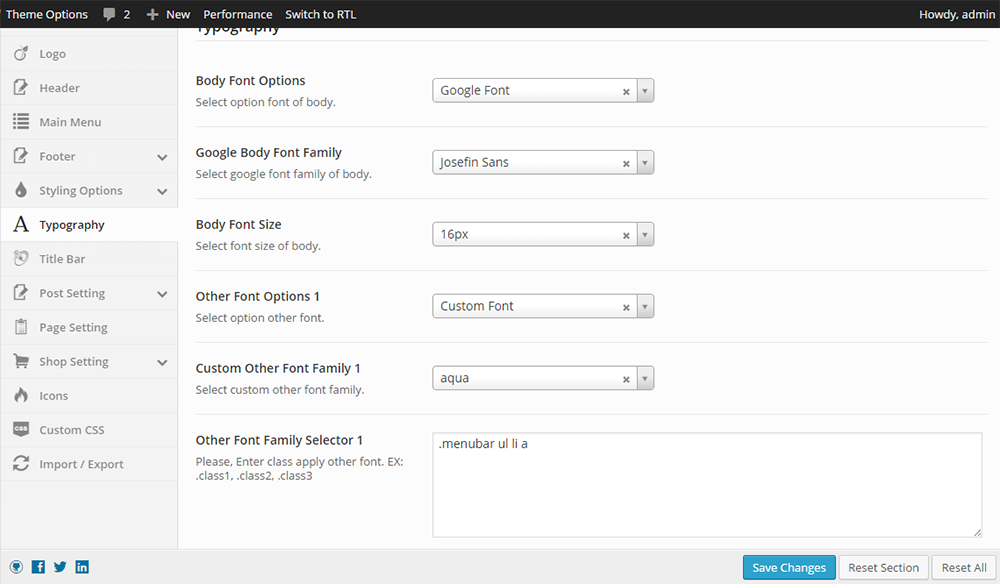 Theme Options 2 New Performance Switch to RTL Howdy, admin
Logo
Header
Main Menu
Footer
Styling Options
Typography
Title Bar
Post Setting
Page Setting
Shop Setting
Icons
CSS Custom CSS
Import / Export
Typography
Body Font Options
Select option font of body.
Google Font
Google Body Font Family
Select google font family of body.
Josefin Sans
Body Font Size
Select font size of body.
16px
Other Font Options 1
Select option other font.
Custom Font
Custom Other Font Family 1
Select custom other font family.
aqua
Other Font Family Selector 1
Please, Enter class apply other font. EX:
.class1, .class2, .class3
.menubar ul li a
Save Changes Reset Section Reset All